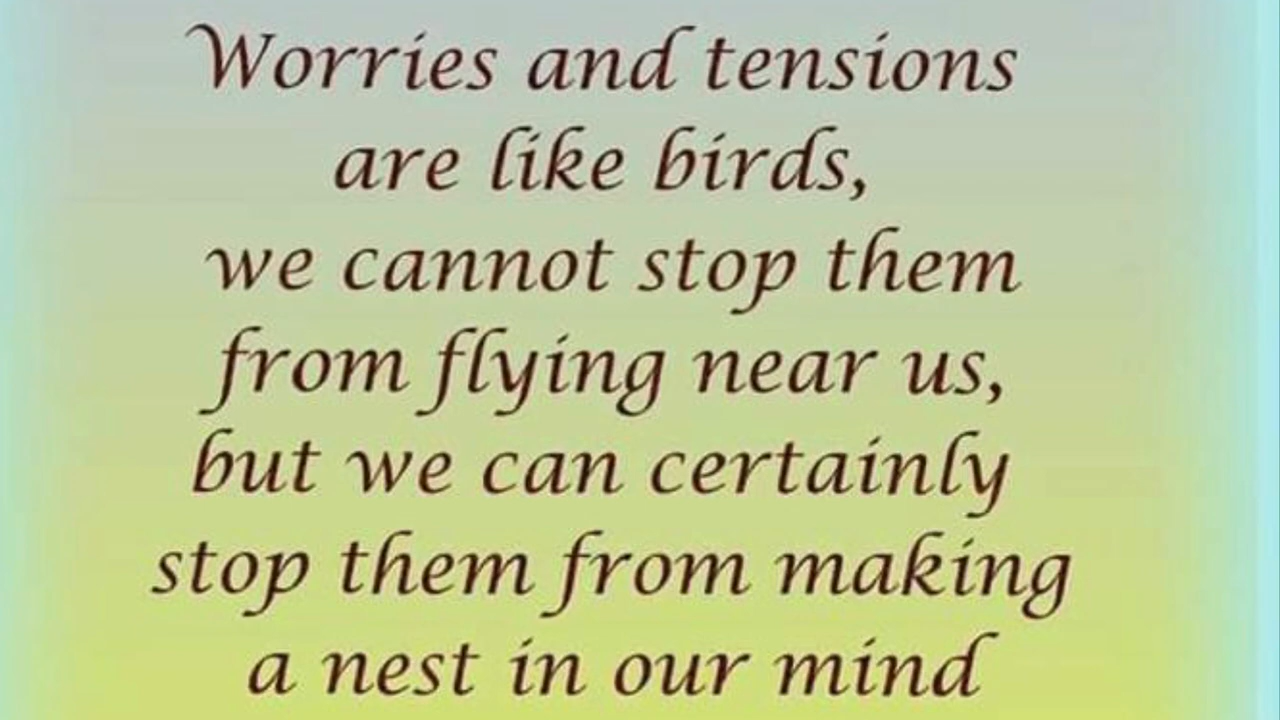 Worries and tensions
are like birds,
we cannot stop them
from flying near us,
but we can certainly
stop them from making
a nest in our mind